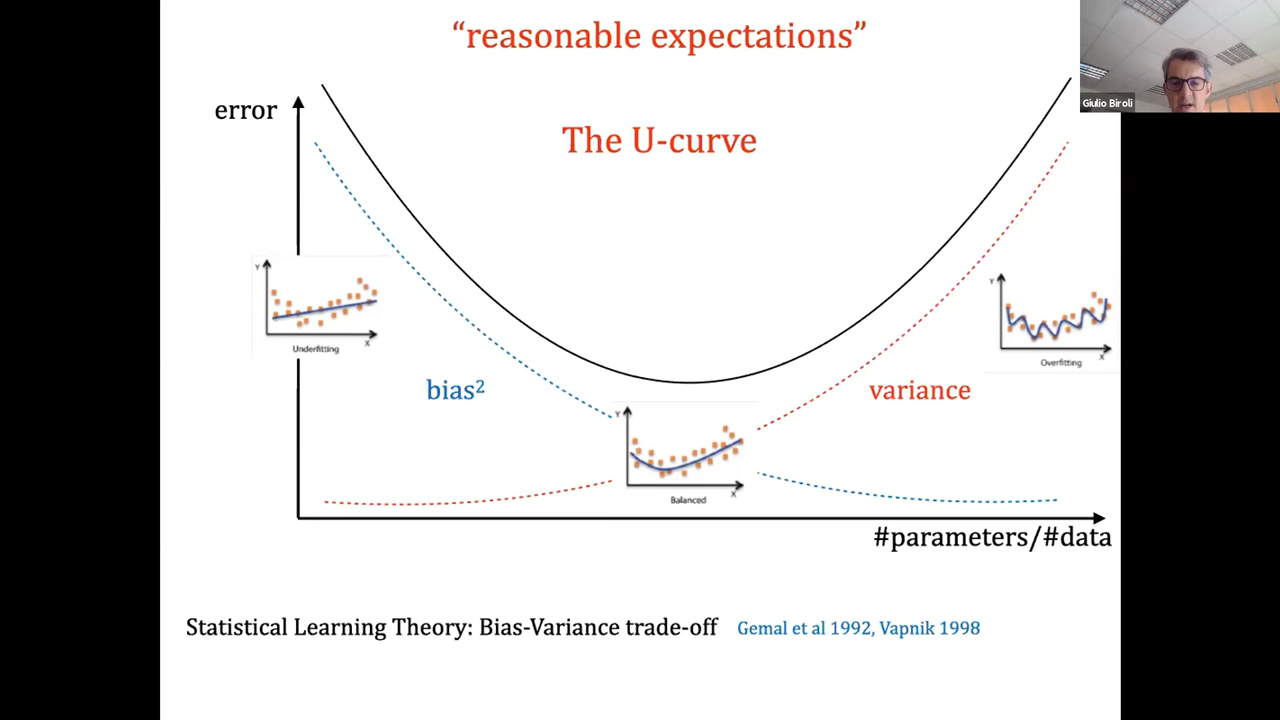 “reasonable expectations”
Giulio Biroli
error
The U-curve
Y
X
Underfitting
Y
X
Overfitting
bias²
variance
Y
X
Balanced
#parameters/#data
Statistical Learning Theory: Bias-Variance trade-off Gemal et al 1992, Vapnik 1998